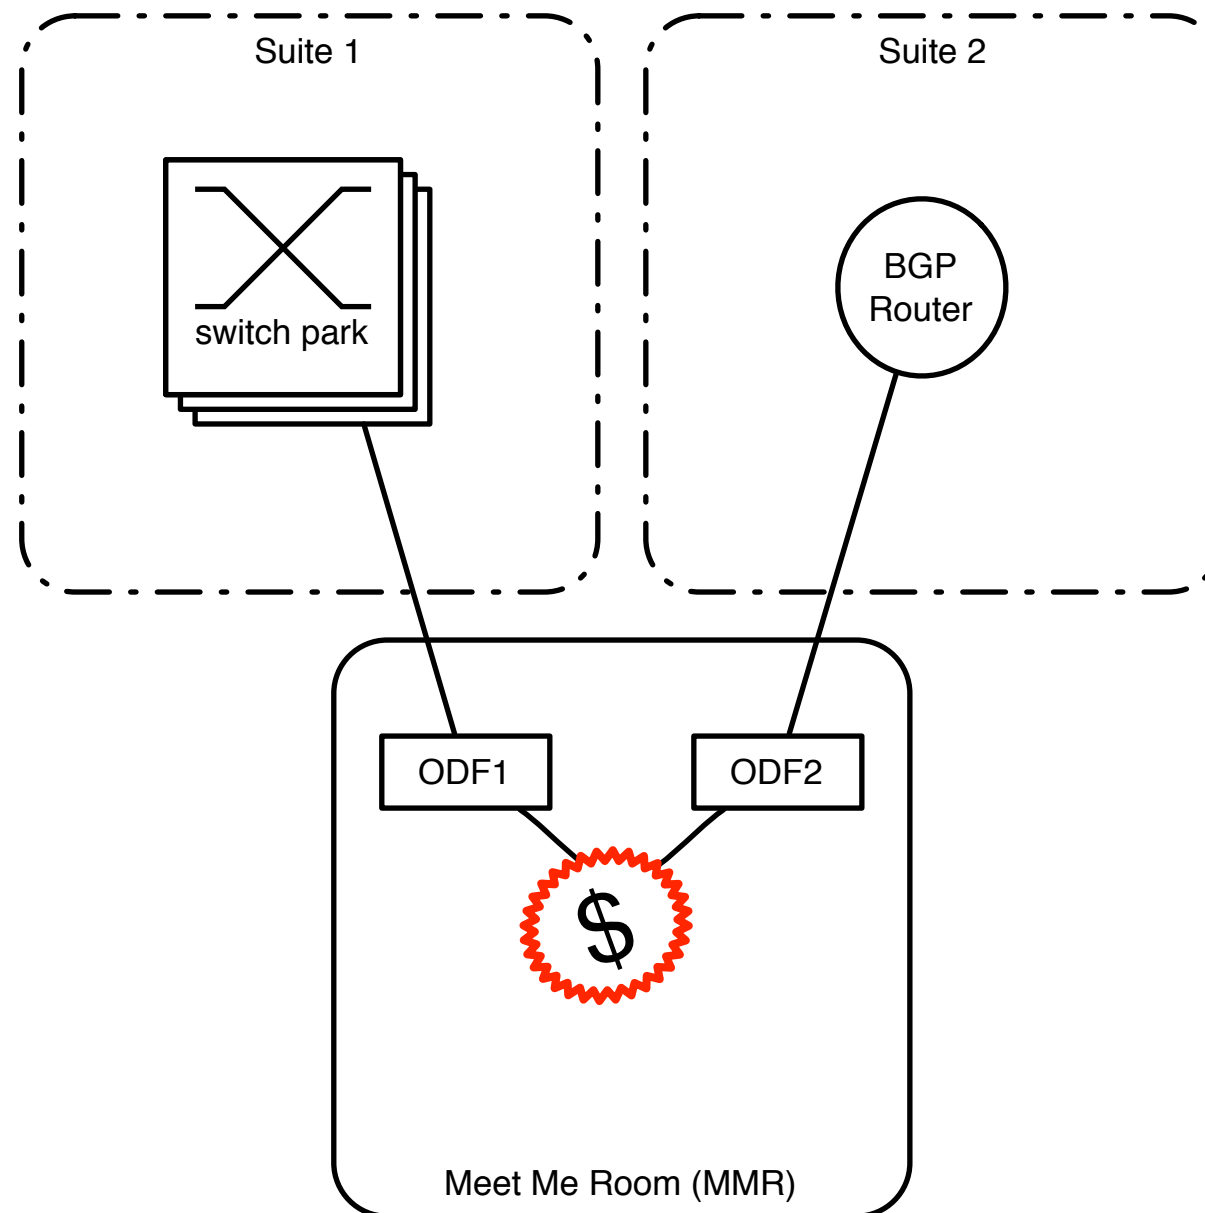 Suite 1
Suite 2
switch park
BGP
Router
ODF1
ODF2
$
Meet Me Room (MMR)